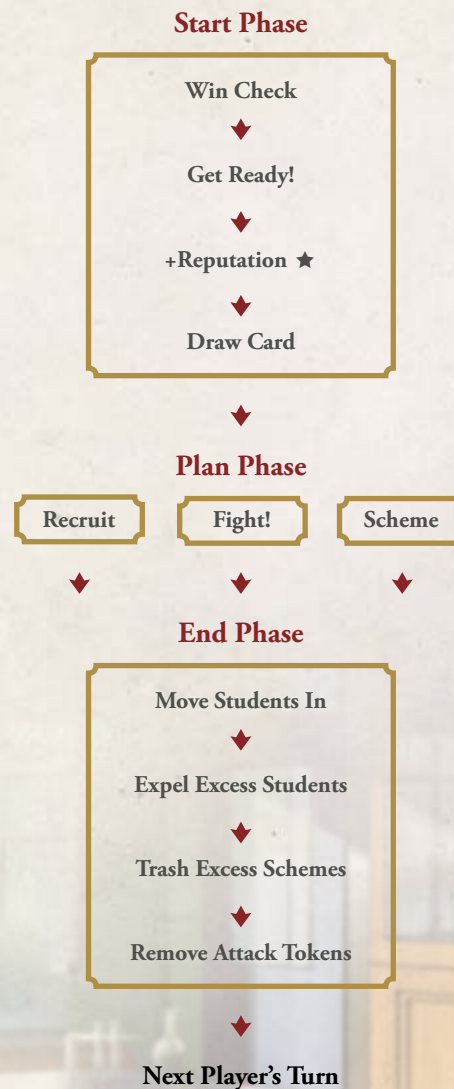 Start Phase
Win Check
Get Ready!
+Reputation ★
Draw Card
Plan Phase
Recruit
Fight!
Scheme
End Phase
Move Students In
Expel Excess Students
Trash Excess Schemes
Remove Attack Tokens
Next Player’s Turn